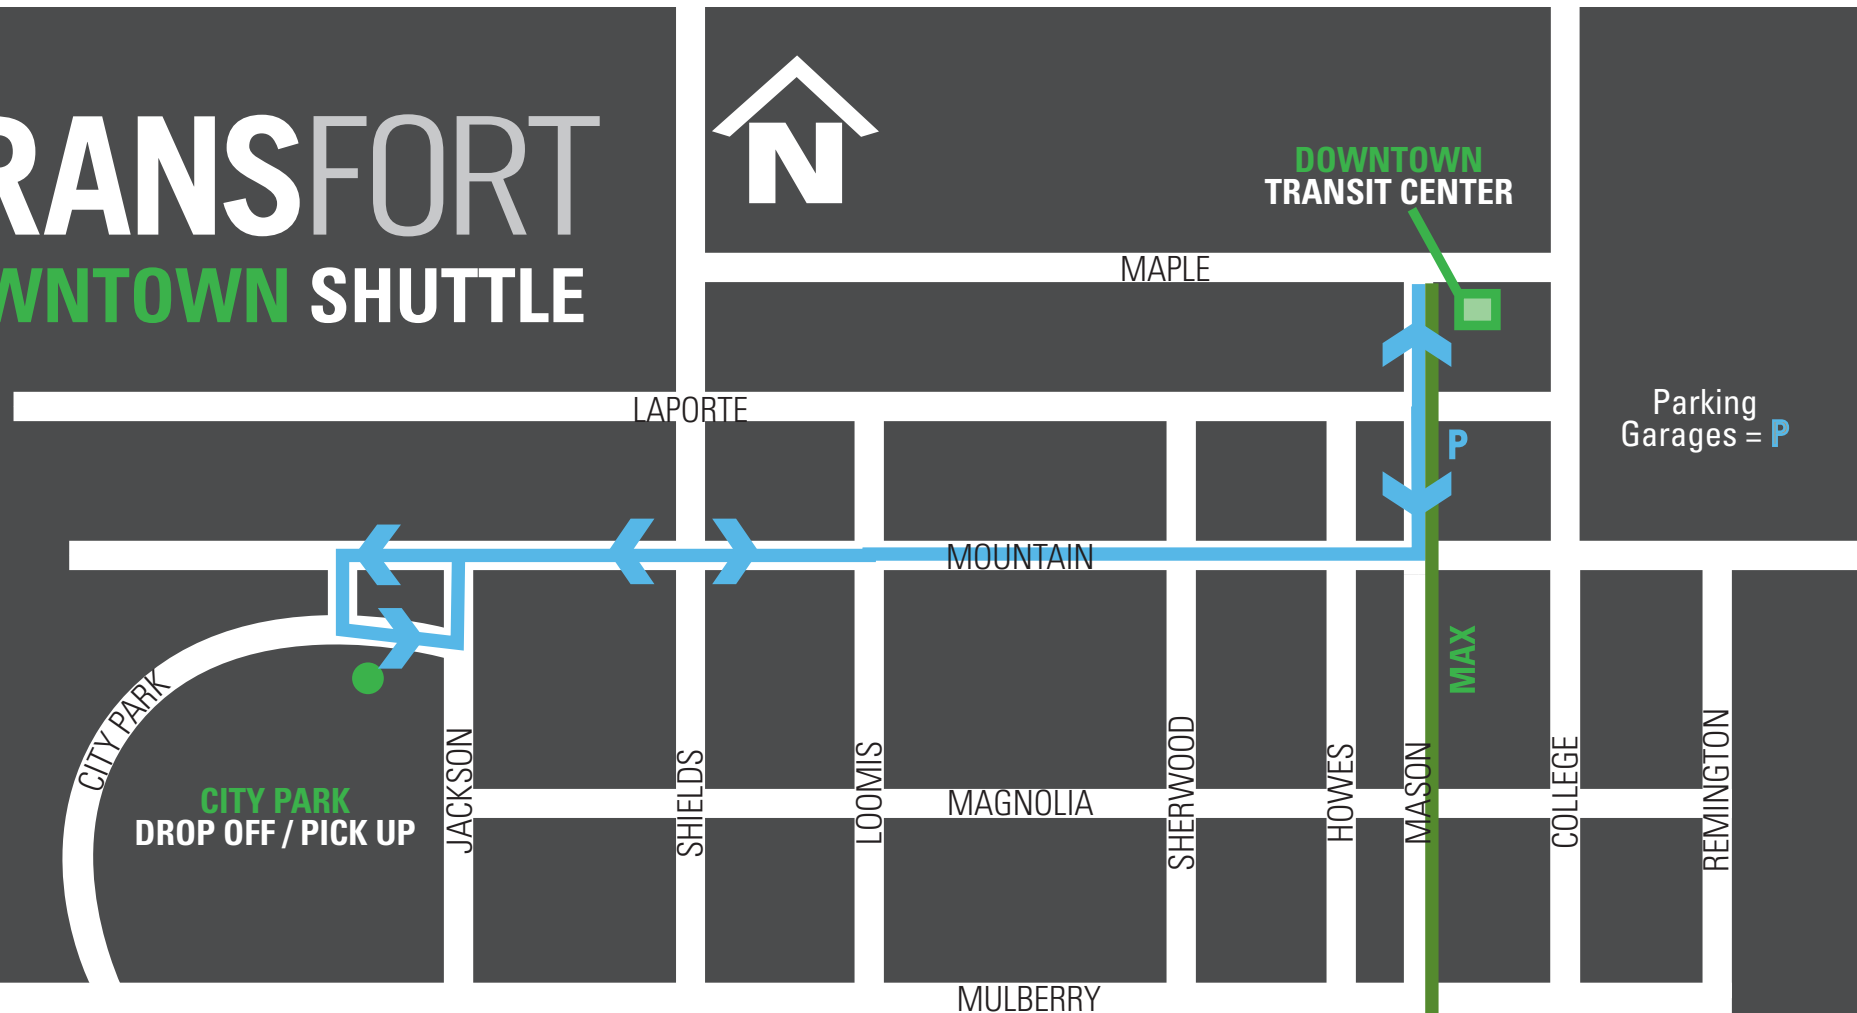 RANSFORT
WNTOWN SHUTTLE
N
DOWNTOWN
TRANSIT CENTER
MAPLE
LAPORTE
Parking
Garages = P
P
MOUNTAIN
MAX
CITY PARK
CITY PARK
DROP OFF / PICK UP
JACKSON
SHIELDS
LOOMIS
MAGNOLIA
SHERWOOD
HOWES
MASON
COLLEGE
REMINGTON
MULBERRY